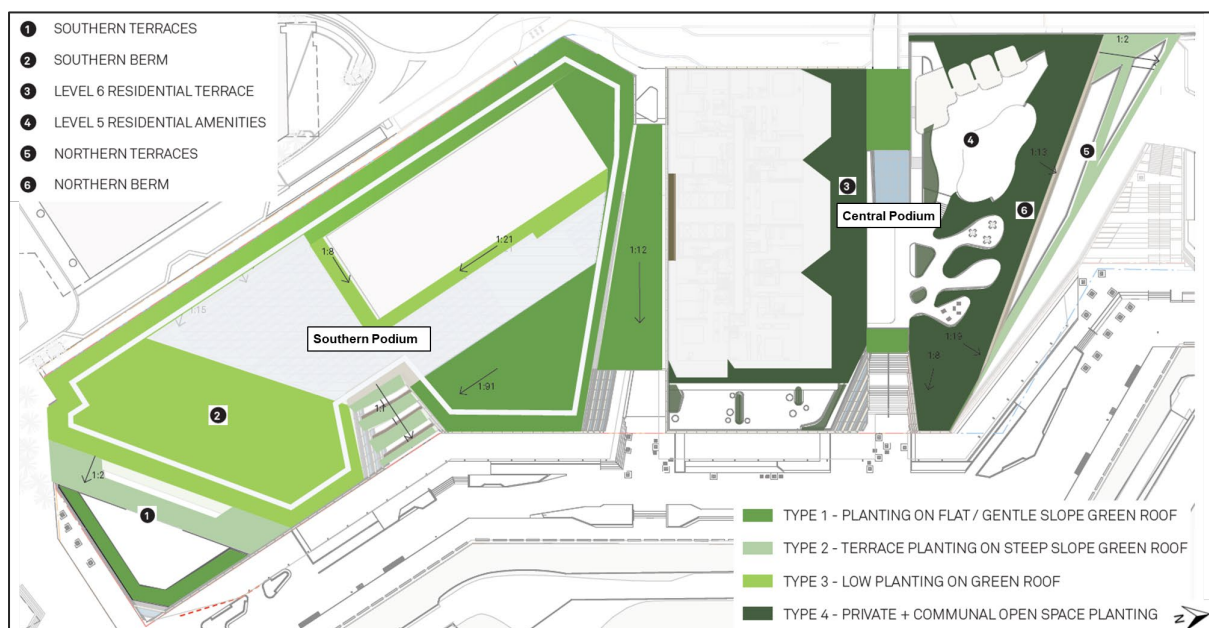 1 SOUTHERN TERRACES
2 SOUTHERN BERM
3 LEVEL 6 RESIDENTIAL TERRACE
4 LEVEL 5 RESIDENTIAL AMENITIES
5 NORTHERN TERRACES
6 NORTHERN BERM
1:2
4
1:12
5
3
6
Central Podium
1:8
1:21
1:12
1:15
Southern Podium
1:19
1:8
1:91
1:1
2
1:2
1
TYPE 1 - PLANTING ON FLAT / GENTLE SLOPE GREEN ROOF
TYPE 2 - TERRACE PLANTING ON STEEP SLOPE GREEN ROOF
TYPE 3 - LOW PLANTING ON GREEN ROOF
TYPE 4 - PRIVATE + COMMUNAL OPEN SPACE PLANTING
Z